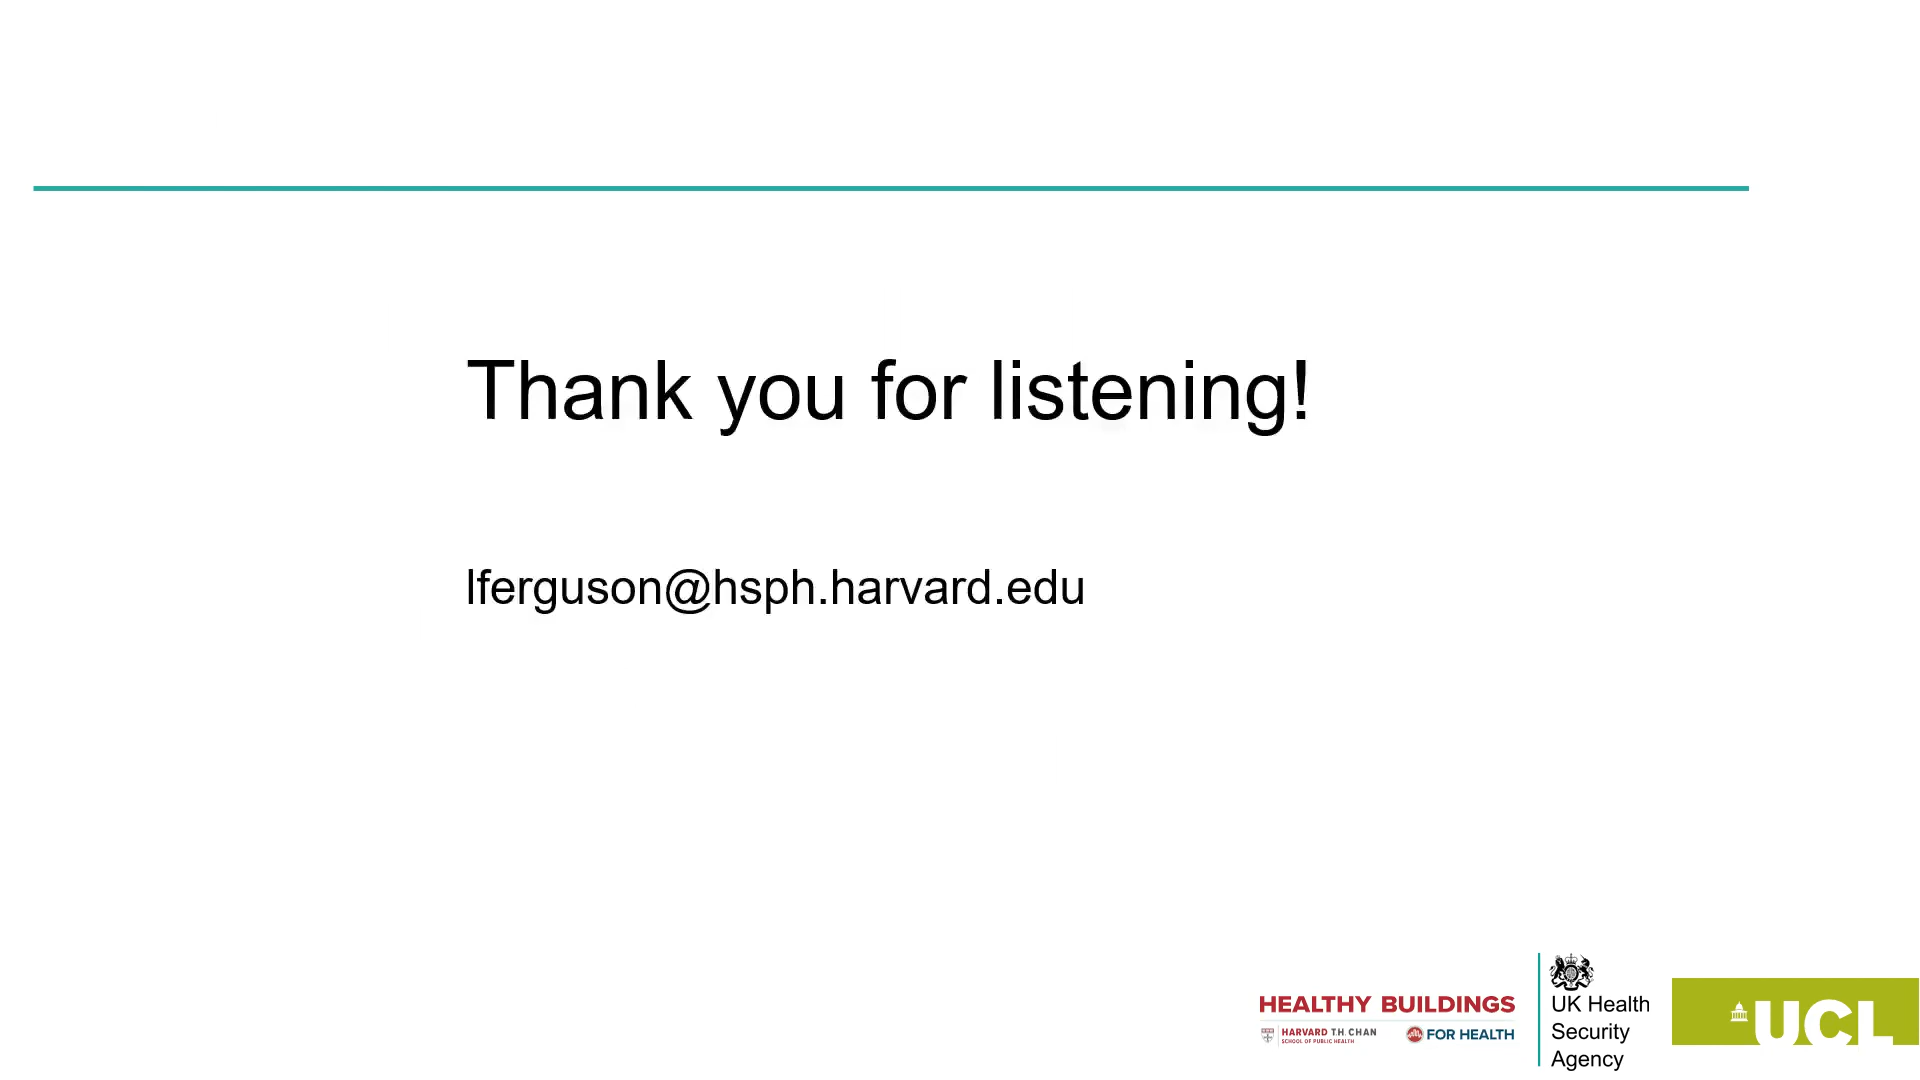 Thank you for listening!
lferguson@hsph.harvard.edu
HEALTHY BUILDINGS
HARVARD T.H. CHAN
SCHOOL OF PUBLIC HEALTH
FOR HEALTH
UK Health
Security
Agency
UCL